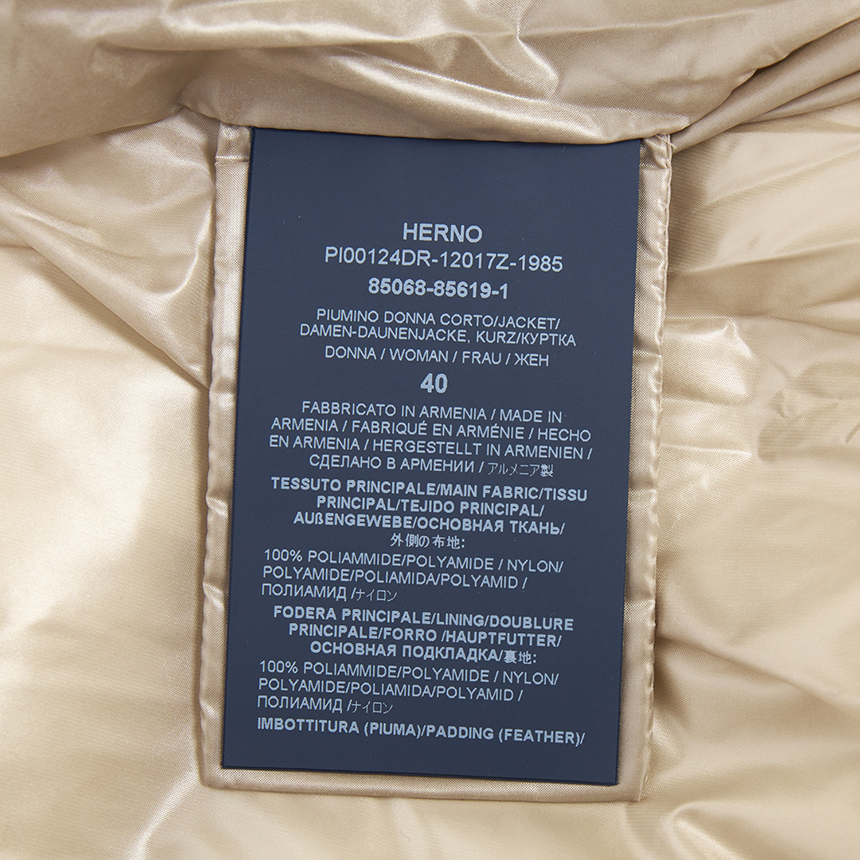 HERNO
PI00124DR-12017Z-1985
85068-85619-1
PIUMINO DONNA CORTO/JACKET/
DAMEN-DAUNENJACKE, KURZ/КУРТКА
DONNA / WOMAN / FRAU / ЖЕН
40
FABBRICATO IN ARMENIA / MADE IN
ARMENIA / FABRIQUÉ EN ARMÉNIE / HECHO
EN ARMENIA / HERGESTELLT IN ARMENIEN /
СДЕЛАНО В АРМЕНИИ / アルメニア製
TESSUTO PRINCIPALE/MAIN FABRIC/TISSU
PRINCIPAL/TEJIDO PRINCIPAL/
AUßENGEWEBE/ОСНОВНАЯ ТКАНЬ/
外側の布地:
100% POLIAMMIDE/POLYAMIDE / NYLON/
POLYAMIDE/POLIAMIDA/POLYAMID /
ПОЛИАМИД /ナイロン
FODERA PRINCIPALE/LINING/DOUBLURE
PRINCIPALE/FORRO /HAUPTFUTTER/
ОСНОВНАЯ ПОДКЛАДКА/裏地:
100% POLIAMMIDE/POLYAMIDE / NYLON/
POLYAMIDE/POLIAMIDA/POLYAMID /
ПОЛИАМИД /ナイロン
IMBOTTITURA (PIUMA)/PADDING (FEATHER)/